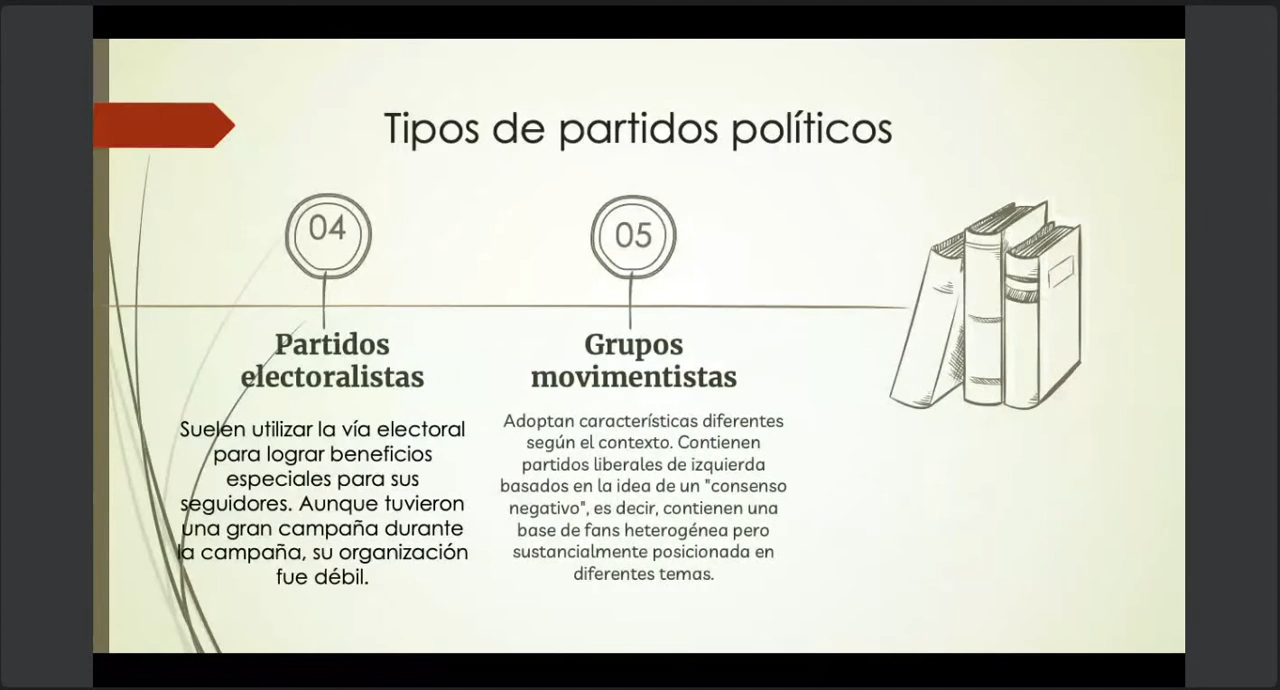 Tipos de partidos políticos
04
Partidos
electoralistas
Suelen utilizar la vía electoral
para lograr beneficios
especiales para sus
seguidores. Aunque tuvieron
una gran campaña durante
la campaña, su organización
fue débil.
05
Grupos
movimentistas
Adoptan características diferentes
según el contexto. Contienen
partidos liberales de izquierda
basados en la idea de un "consenso
negativo", es decir, contienen una
base de fans heterogénea pero
sustancialmente posicionada en
diferentes temas.